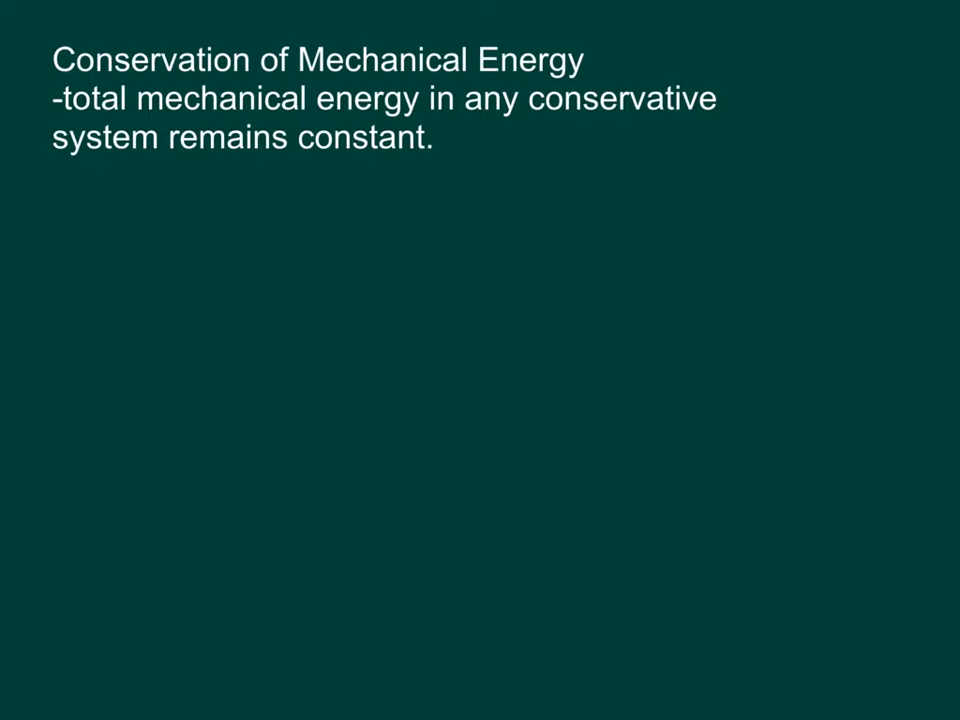 Conservation of Mechanical Energy
-total mechanical energy in any conservative
system remains constant.